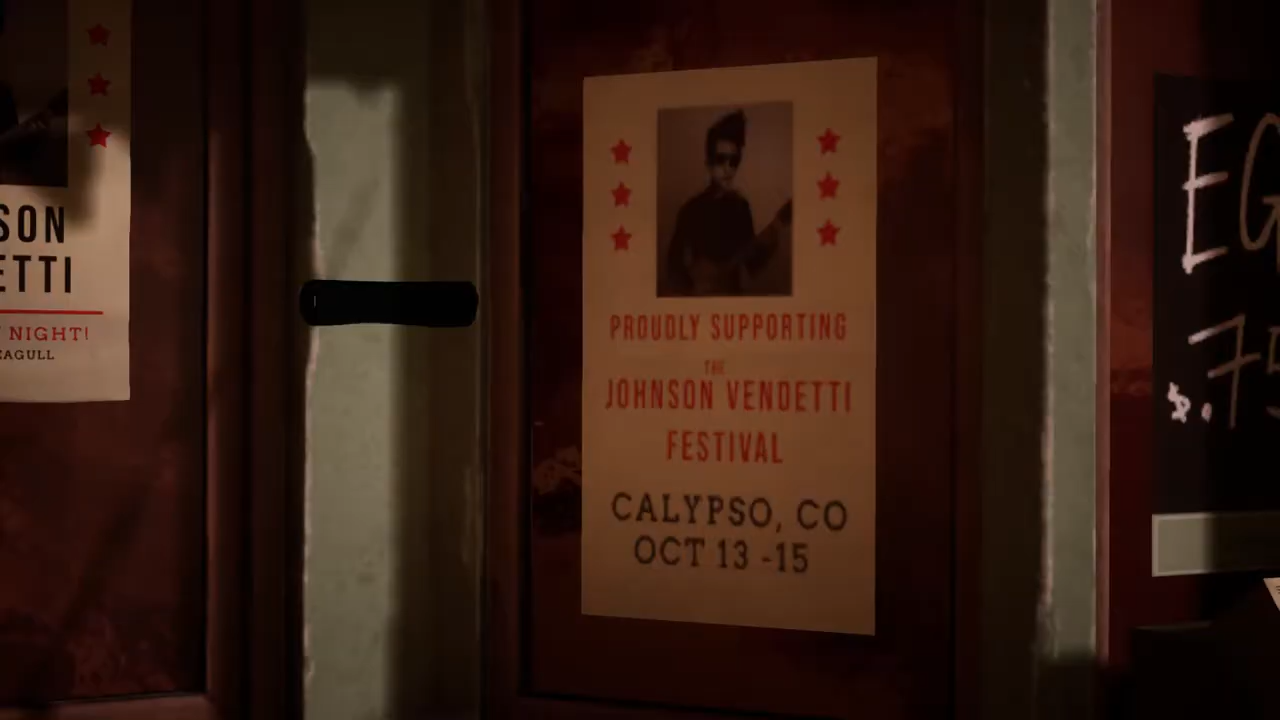 SON
ETTI
NIGHT!
EAGULL
PROUDLY SUPPORTING
THE
JOHNSON VENDETTI
FESTIVAL
CALYPSO, CO
OCT 13 -15
EG
$.75